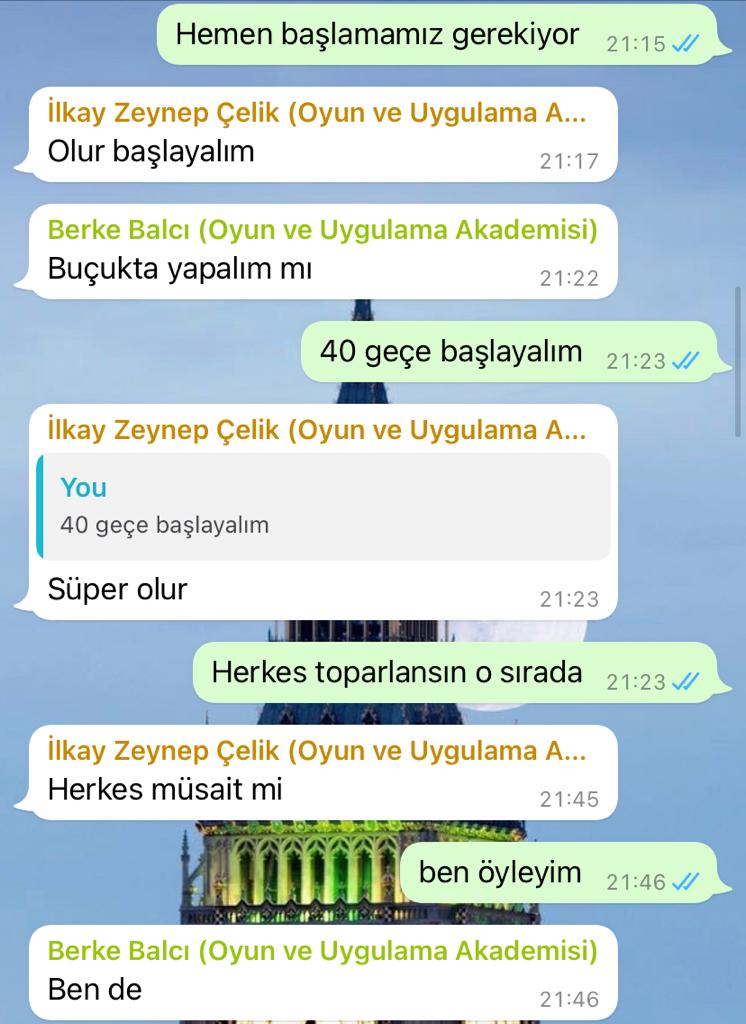 Hemen başlamamız gerekiyor 21:15
İlkay Zeynep Çelik (Oyun ve Uygulama A...
Olur başlayalım 21:17
Berke Balcı (Oyun ve Uygulama Akademisi)
Buçukta yapalım mı 21:22
40 geçe başlayalım 21:23
İlkay Zeynep Çelik (Oyun ve Uygulama A...
You
40 geçe başlayalım
Süper olur 21:23
Herkes toparlansın o sırada 21:23
İlkay Zeynep Çelik (Oyun ve Uygulama A...
Herkes müsait mi 21:45
ben öyleyim 21:46
Berke Balcı (Oyun ve Uygulama Akademisi)
Ben de 21:46